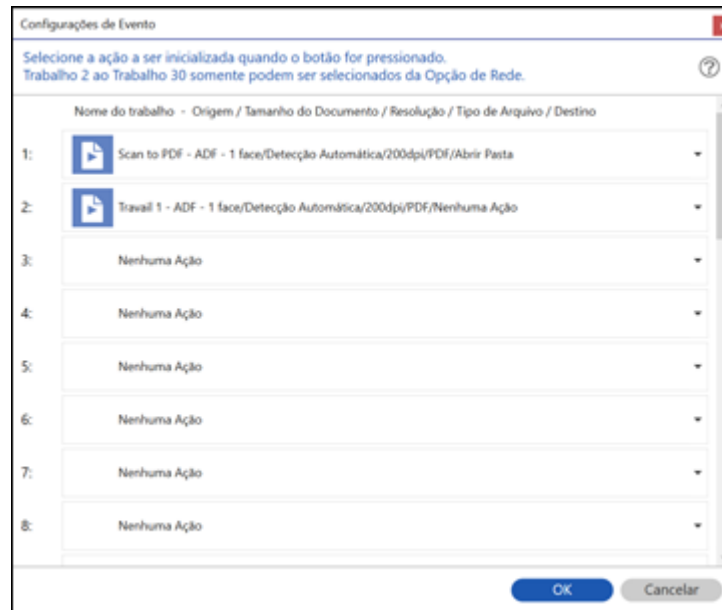 Configurações de Evento
Selecione a ação a ser inicializada quando o botão for pressionado.
Trabalho 2 ao Trabalho 30 somente podem ser selecionados da Opção de Rede.
Nome do trabalho - Origem / Tamanho do Documento / Resolução / Tipo de Arquivo / Destino
1: Scan to PDF - ADF - 1 face/Detecção Automática/200dpi/PDF/Abrir Pasta
2: Travail 1 - ADF - 1 face/Detecção Automática/200dpi/PDF/Nenhuma Ação
3: Nenhuma Ação
4: Nenhuma Ação
5: Nenhuma Ação
6: Nenhuma Ação
7: Nenhuma Ação
8: Nenhuma Ação
OK Cancelar